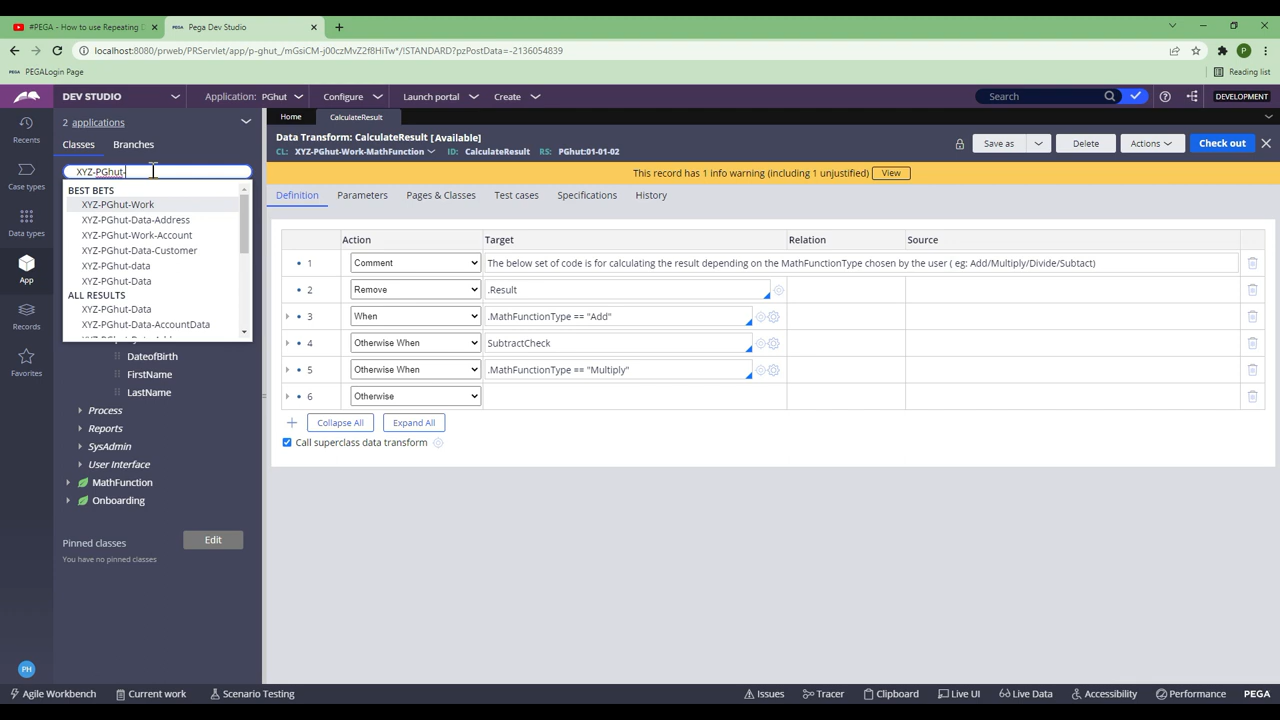 #PEGA - How to use Repeating D
Pega Dev Studio
localhost:8080/prweb/PRServlet/app/p-ghut_/mGsiCM-j00czMvZ2f8HiTw*/!STANDARD?pzPostData=-2136054839
P
PEGALogin Page
Reading list
DEV STUDIO
Application: PGhut
Configure
Launch portal
Create
Search
DEVELOPMENT
2 applications
Home
CalculateResult
Recents
Classes
Branches
Data Transform: CalculateResult [Available]
CL: XYZ-PGhut-Work-MathFunction
ID: CalculateResult
RS: PGhut:01-01-02
Save as
Delete
Actions
Check out
XYZ-PGhut-
This record has 1 info warning (including 1 unjustified)
View
Case types
BEST BETS
XYZ-PGhut-Work
XYZ-PGhut-Data-Address
XYZ-PGhut-Work-Account
XYZ-PGhut-Data-Customer
XYZ-PGhut-data
XYZ-PGhut-Data
ALL RESULTS
XYZ-PGhut-Data
XYZ-PGhut-Data-AccountData
Data types
App
Records
Favorites
DateofBirth
FirstName
LastName
Process
Reports
SysAdmin
User Interface
MathFunction
Onboarding
Pinned classes
Edit
You have no pinned classes
PH
Definition
Parameters
Pages & Classes
Test cases
Specifications
History
Action
Target
Relation
Source
1
Comment
The below set of code is for calculating the result depending on the MathFunctionType chosen by the user ( eg: Add/Multiply/Divide/Subtact)
2
Remove
.Result
3
When
.MathFunctionType == "Add"
4
Otherwise When
SubtractCheck
5
Otherwise When
.MathFunctionType == "Multiply"
6
Otherwise
Collapse All
Expand All
Call superclass data transform
Agile Workbench
Current work
Scenario Testing
Issues
Tracer
Clipboard
Live UI
Live Data
Accessibility
Performance
PEGA